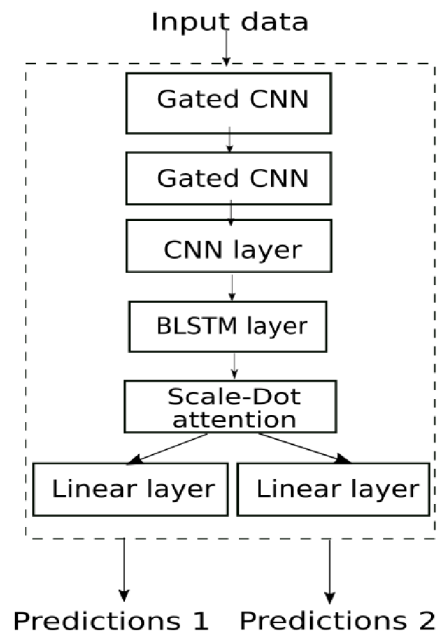 Input data
Gated CNN
Gated CNN
CNN layer
BLSTM layer
Scale-Dot
attention
Linear layer
Linear layer
Predictions 1
Predictions 2